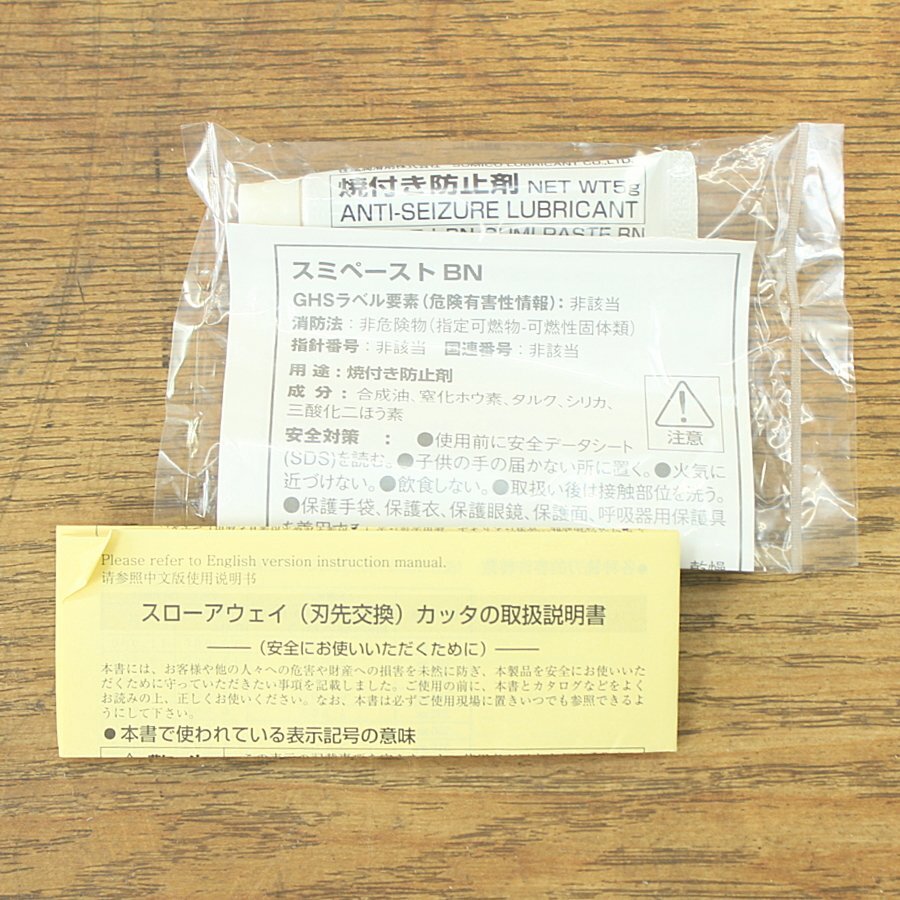 SUMICO LUBRICANT CO.,LTD.
焼付き防止剤 NET WT5g
ANTI-SEIZURE LUBRICANT
SUMI-PASTE BN
スミペースト BN
GHSラベル要素(危険有害性情報):非該当
消防法:非危険物(指定可燃物-可燃性固体類)
指針番号:非該当 国連番号:非該当
用途:焼付き防止剤
成分:合成油、窒化ホウ素、タルク、シリカ、
三酸化二ほう素
注意
安全対策 : ●使用前に安全データシート
(SDS)を読む。●子供の手の届かない所に置く。●火気に
近づけない。●飲食しない。●取扱い後は接触部位を洗う。
●保護手袋、保護衣、保護眼鏡、保護面、呼吸器用保護具
を着用する。
乾燥
Please refer to English version instruction manual.
请参照中文版使用说明书
スローアウェイ(刃先交換)カッタの取扱説明書
――(安全にお使いいただくために)――
本書には、お客様や他の人々への危害や財産への損害を未然に防ぎ、本製品を安全にお使いいた
だくために守っていただきたい事項を記載しました。ご使用の前に、本書とカタログなどをよく
お読みの上、正しくお使いください。なお、本書は必ずご使用現場に置きいつでも参照できるよ
うにして下さい。
●本書で使われている表示記号の意味